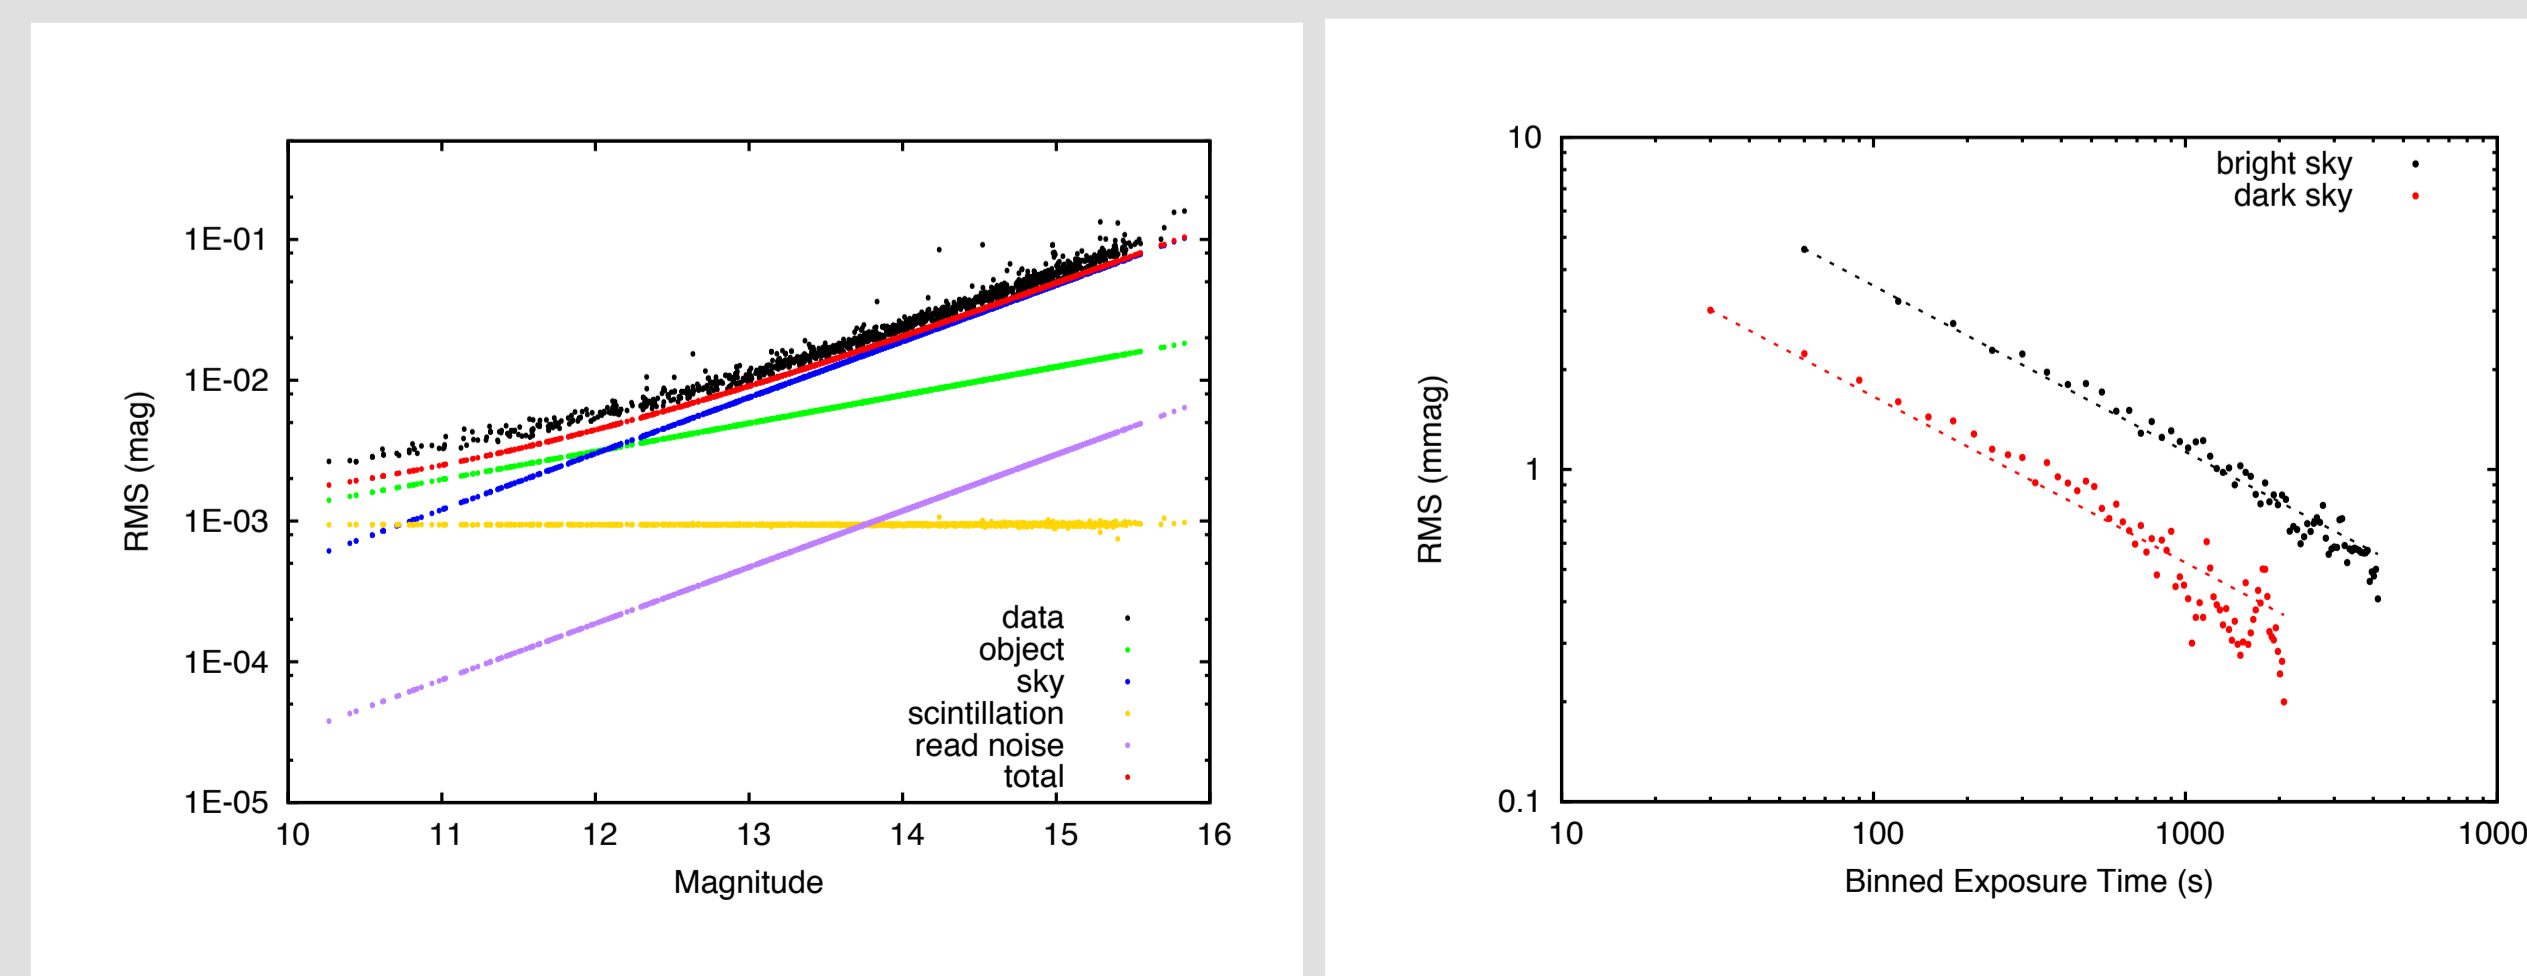 1E-01
1E-02
1E-03
1E-04
1E-05
RMS (mag)
10 11 12 13 14 15 16
Magnitude
data
object
sky
scintillation
read noise
total
10
1
0.1
RMS (mmag)
10 100 1000 1000
Binned Exposure Time (s)
bright sky
dark sky